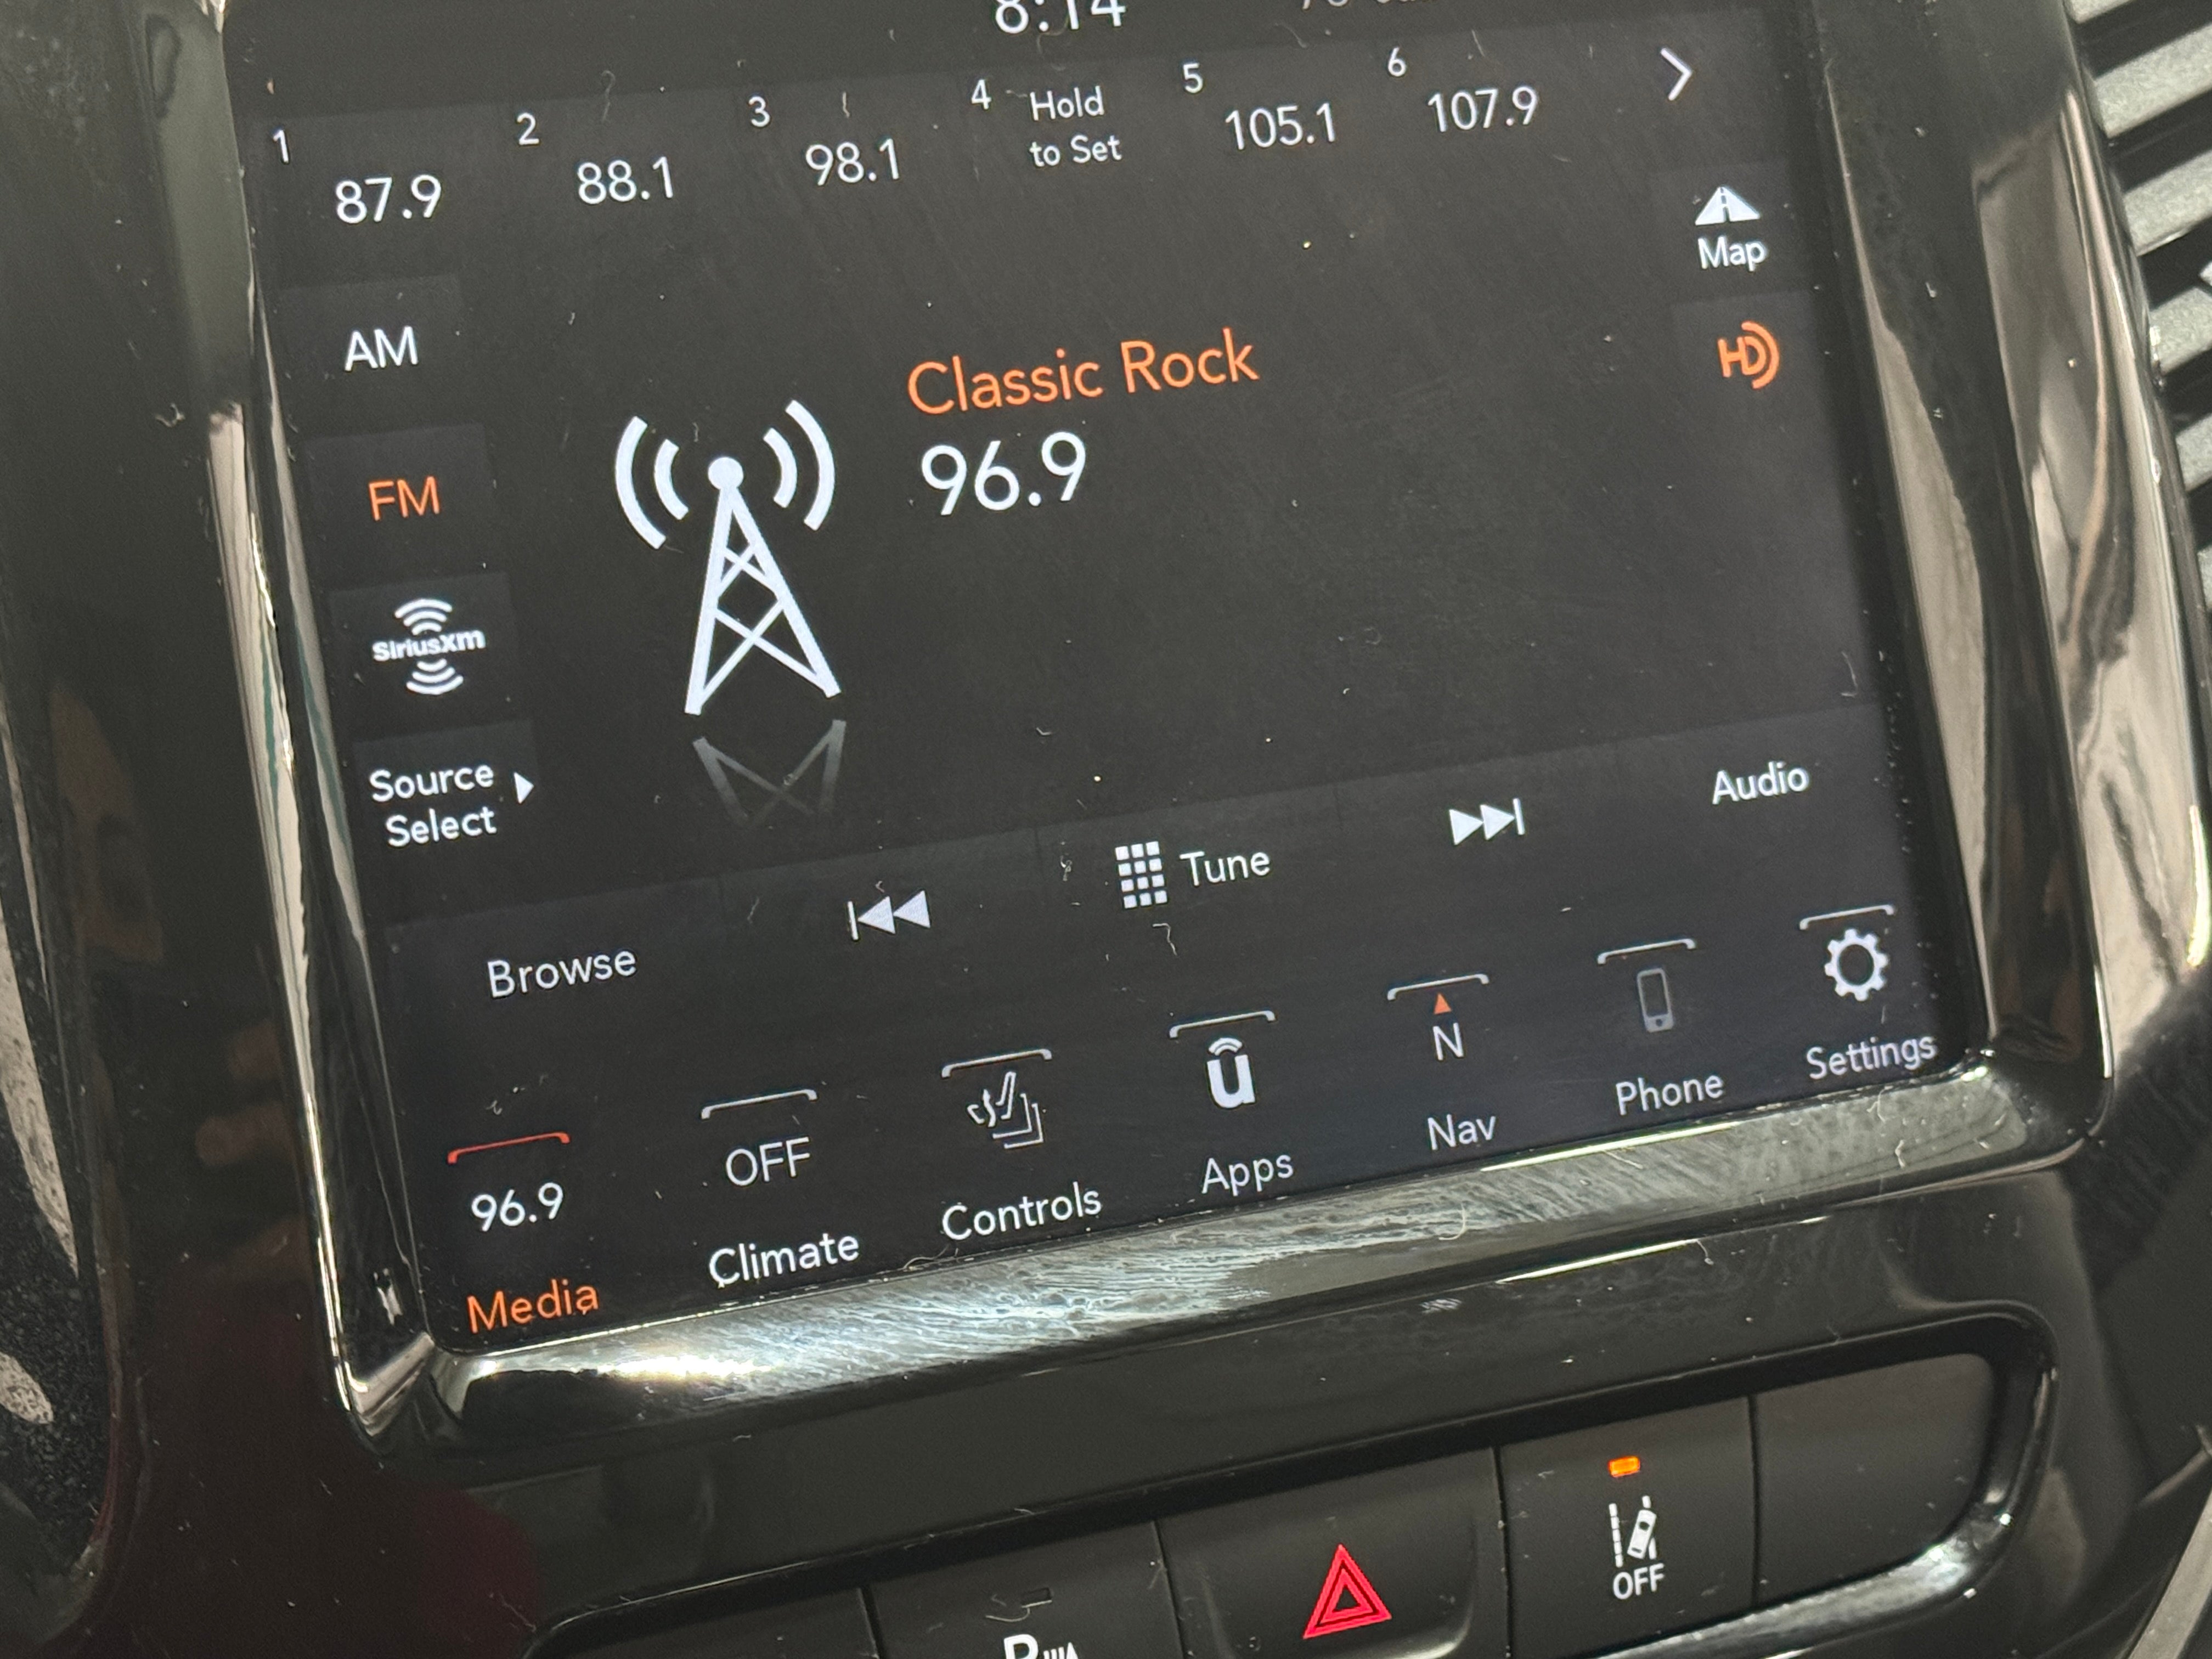 8:14
1 2 3 4 Hold 5 6
87.9 88.1 98.1 to Set 105.1 107.9
Map
AM
Classic Rock
HD
96.9
FM
SiriusXm
Source
Select
Audio
Tune
Browse
N
u
OFF
96.9
Media
Climate
Controls
Apps
Nav
Phone
Settings
OFF
P